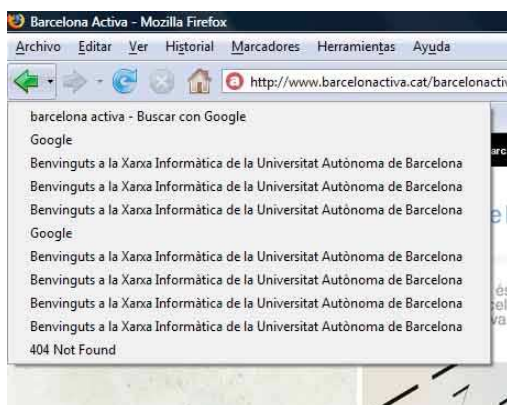 Barcelona Activa - Mozilla Firefox
Archivo Editar Ver Historial Marcadores Herramientas Ayuda
http://www.barcelonactiva.cat/barcelonactiv
barcelona activa - Buscar con Google
Google
Benvinguts a la Xarxa Informàtica de la Universitat Autònoma de Barcelona
Benvinguts a la Xarxa Informàtica de la Universitat Autònoma de Barcelona
Benvinguts a la Xarxa Informàtica de la Universitat Autònoma de Barcelona
Google
Benvinguts a la Xarxa Informàtica de la Universitat Autònoma de Barcelona
Benvinguts a la Xarxa Informàtica de la Universitat Autònoma de Barcelona
Benvinguts a la Xarxa Informàtica de la Universitat Autònoma de Barcelona
Benvinguts a la Xarxa Informàtica de la Universitat Autònoma de Barcelona
404 Not Found